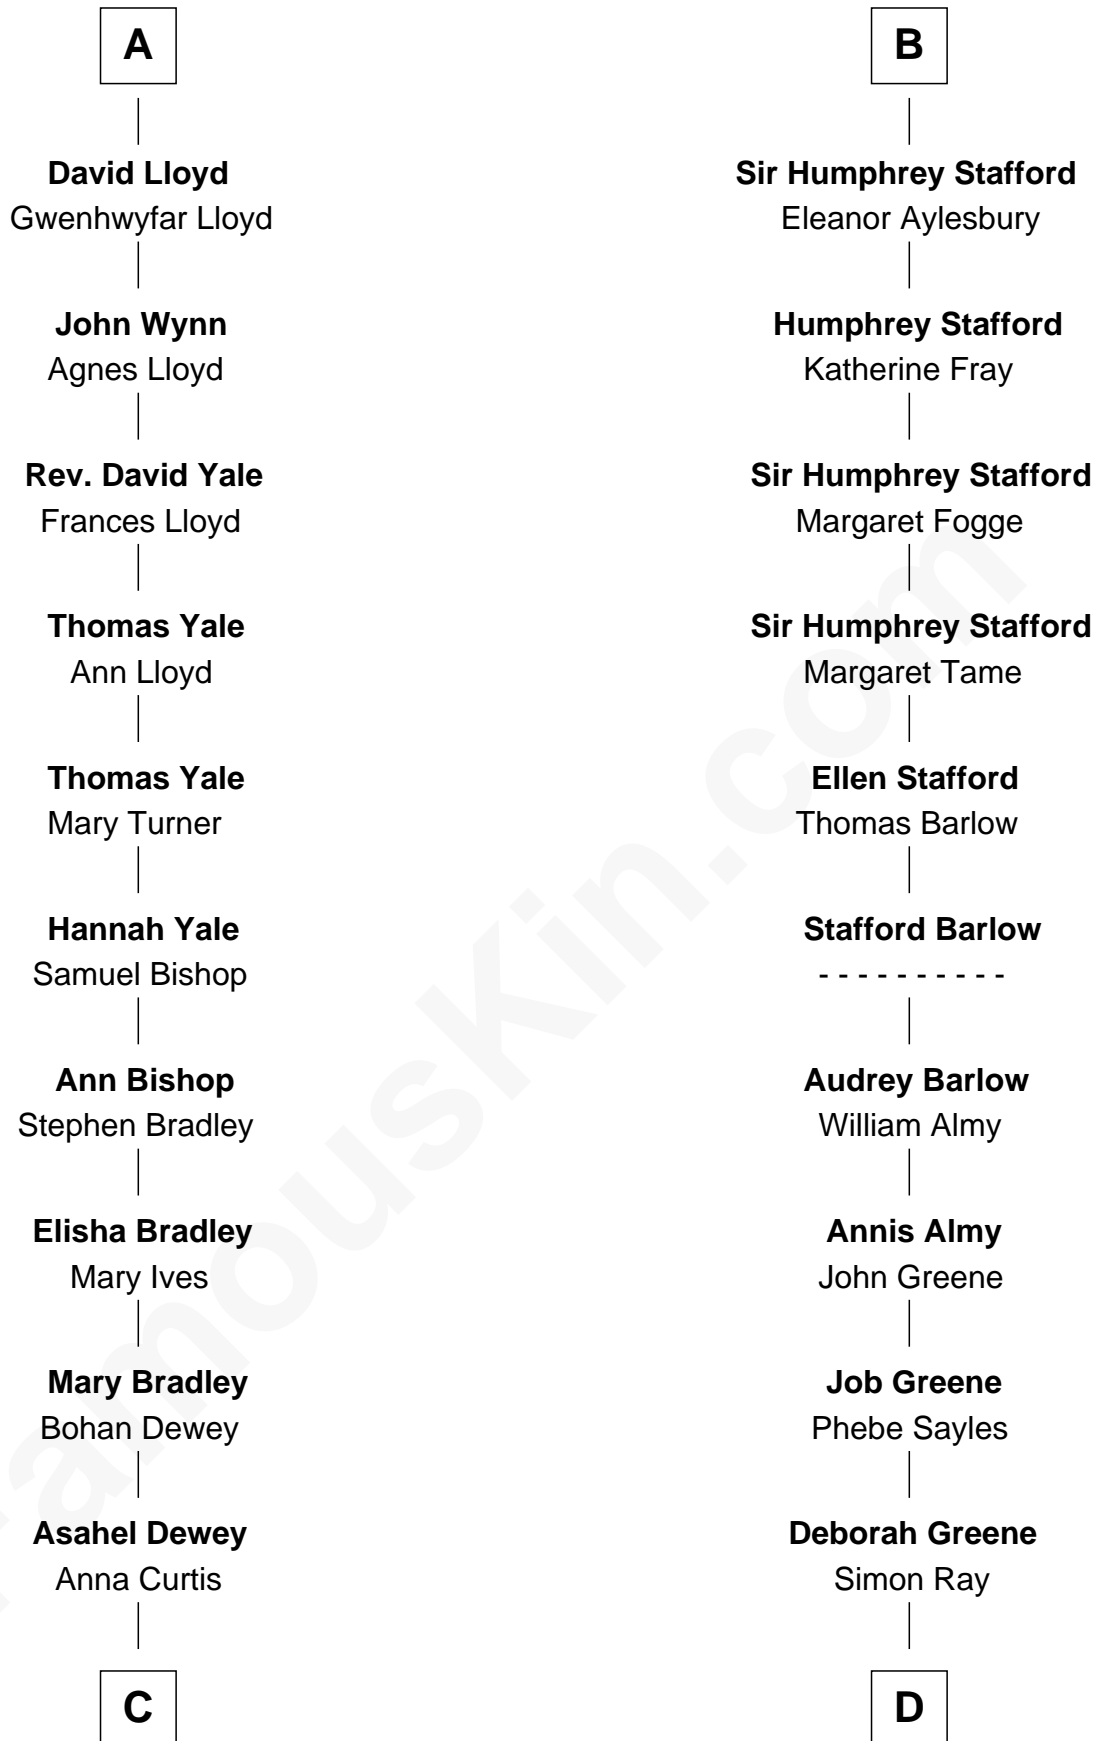 A
David Lloyd
Gwenhwyfar Lloyd
John Wynn
Agnes Lloyd
Rev. David Yale
Frances Lloyd
Thomas Yale
Ann Lloyd
Thomas Yale
Mary Turner
Hannah Yale
Samuel Bishop
Ann Bishop
Stephen Bradley
Elisha Bradley
Mary Ives
Mary Bradley
Bohan Dewey
Asahel Dewey
Anna Curtis
C
B
Sir Humphrey Stafford
Eleanor Aylesbury
Humphrey Stafford
Katherine Fray
Sir Humphrey Stafford
Margaret Fogge
Sir Humphrey Stafford
Margaret Tame
Ellen Stafford
Thomas Barlow
Stafford Barlow
- - - - - - - - - -
Audrey Barlow
William Almy
Annis Almy
John Greene
Job Greene
Phebe Sayles
Deborah Greene
Simon Ray
D
FamousKin.com